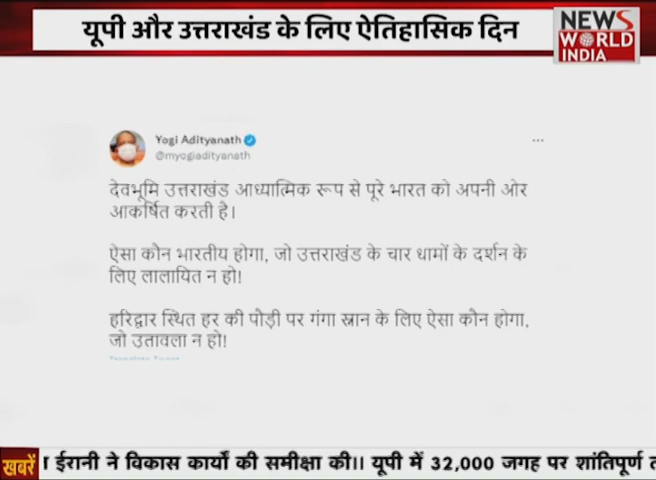 यूपी और उत्तराखंड के लिए ऐतिहासिक दिन
NEWS
WORLD
INDIA
Yogi Adityanath
@myogiadityanath
देवभूमि उत्तराखंड आध्यात्मिक रूप से पूरे भारत को अपनी ओर
आकर्षित करती है।
ऐसा कौन भारतीय होगा, जो उत्तराखंड के चार धामों के दर्शन के
लिए लालायित न हो!
हरिद्वार स्थित हर की पौड़ी पर गंगा स्नान के लिए ऐसा कौन होगा,
जो उतावला न हो!
खबरें
ईरानी ने विकास कार्यों की समीक्षा की।। यूपी में 32,000 जगह पर शांतिपूर्ण